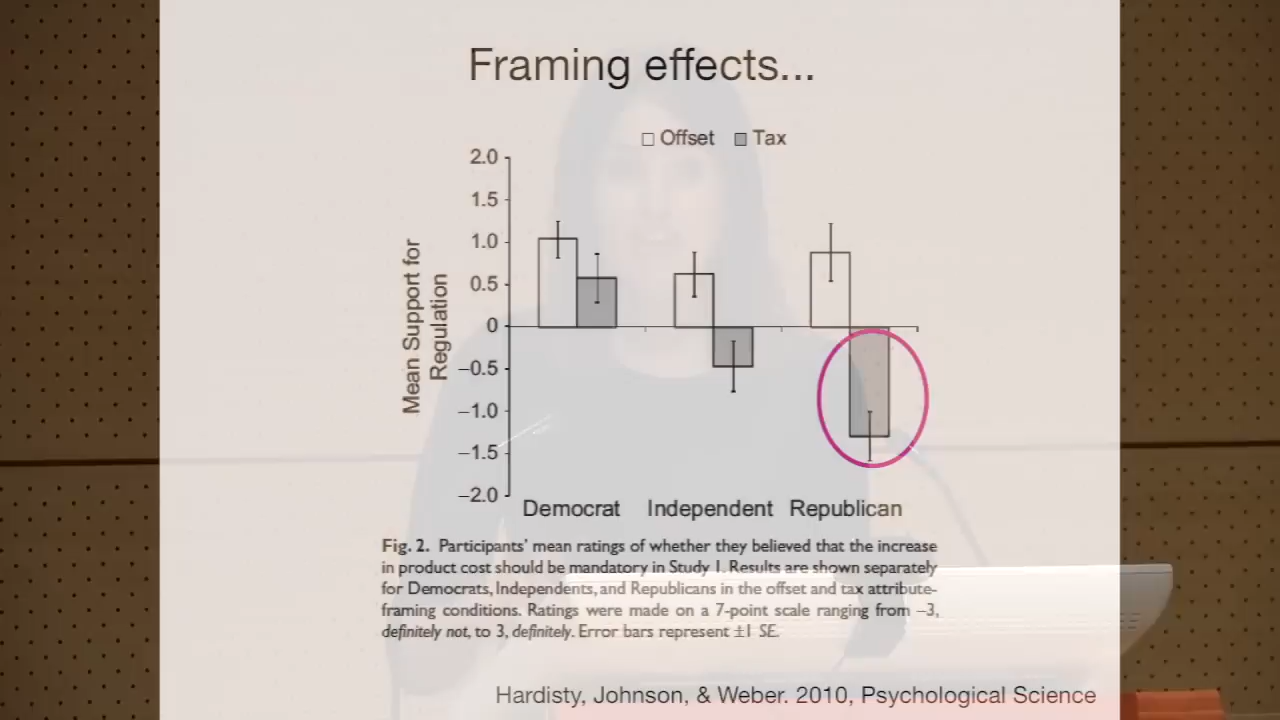 Framing effects...
Offset Tax
2.0
1.5
1.0
0.5
0
−0.5
−1.0
−1.5
−2.0
Mean Support for
Regulation
Democrat Independent Republican
Fig. 2. Participants’ mean ratings of whether they believed that the increase
in product cost should be mandatory in Study 1. Results are shown separately
for Democrats, Independents, and Republicans in the offset and tax attribute-
framing conditions. Ratings were made on a 7-point scale ranging from −3,
definitely not, to 3, definitely. Error bars represent ±1 SE.
Hardisty, Johnson, & Weber. 2010, Psychological Science